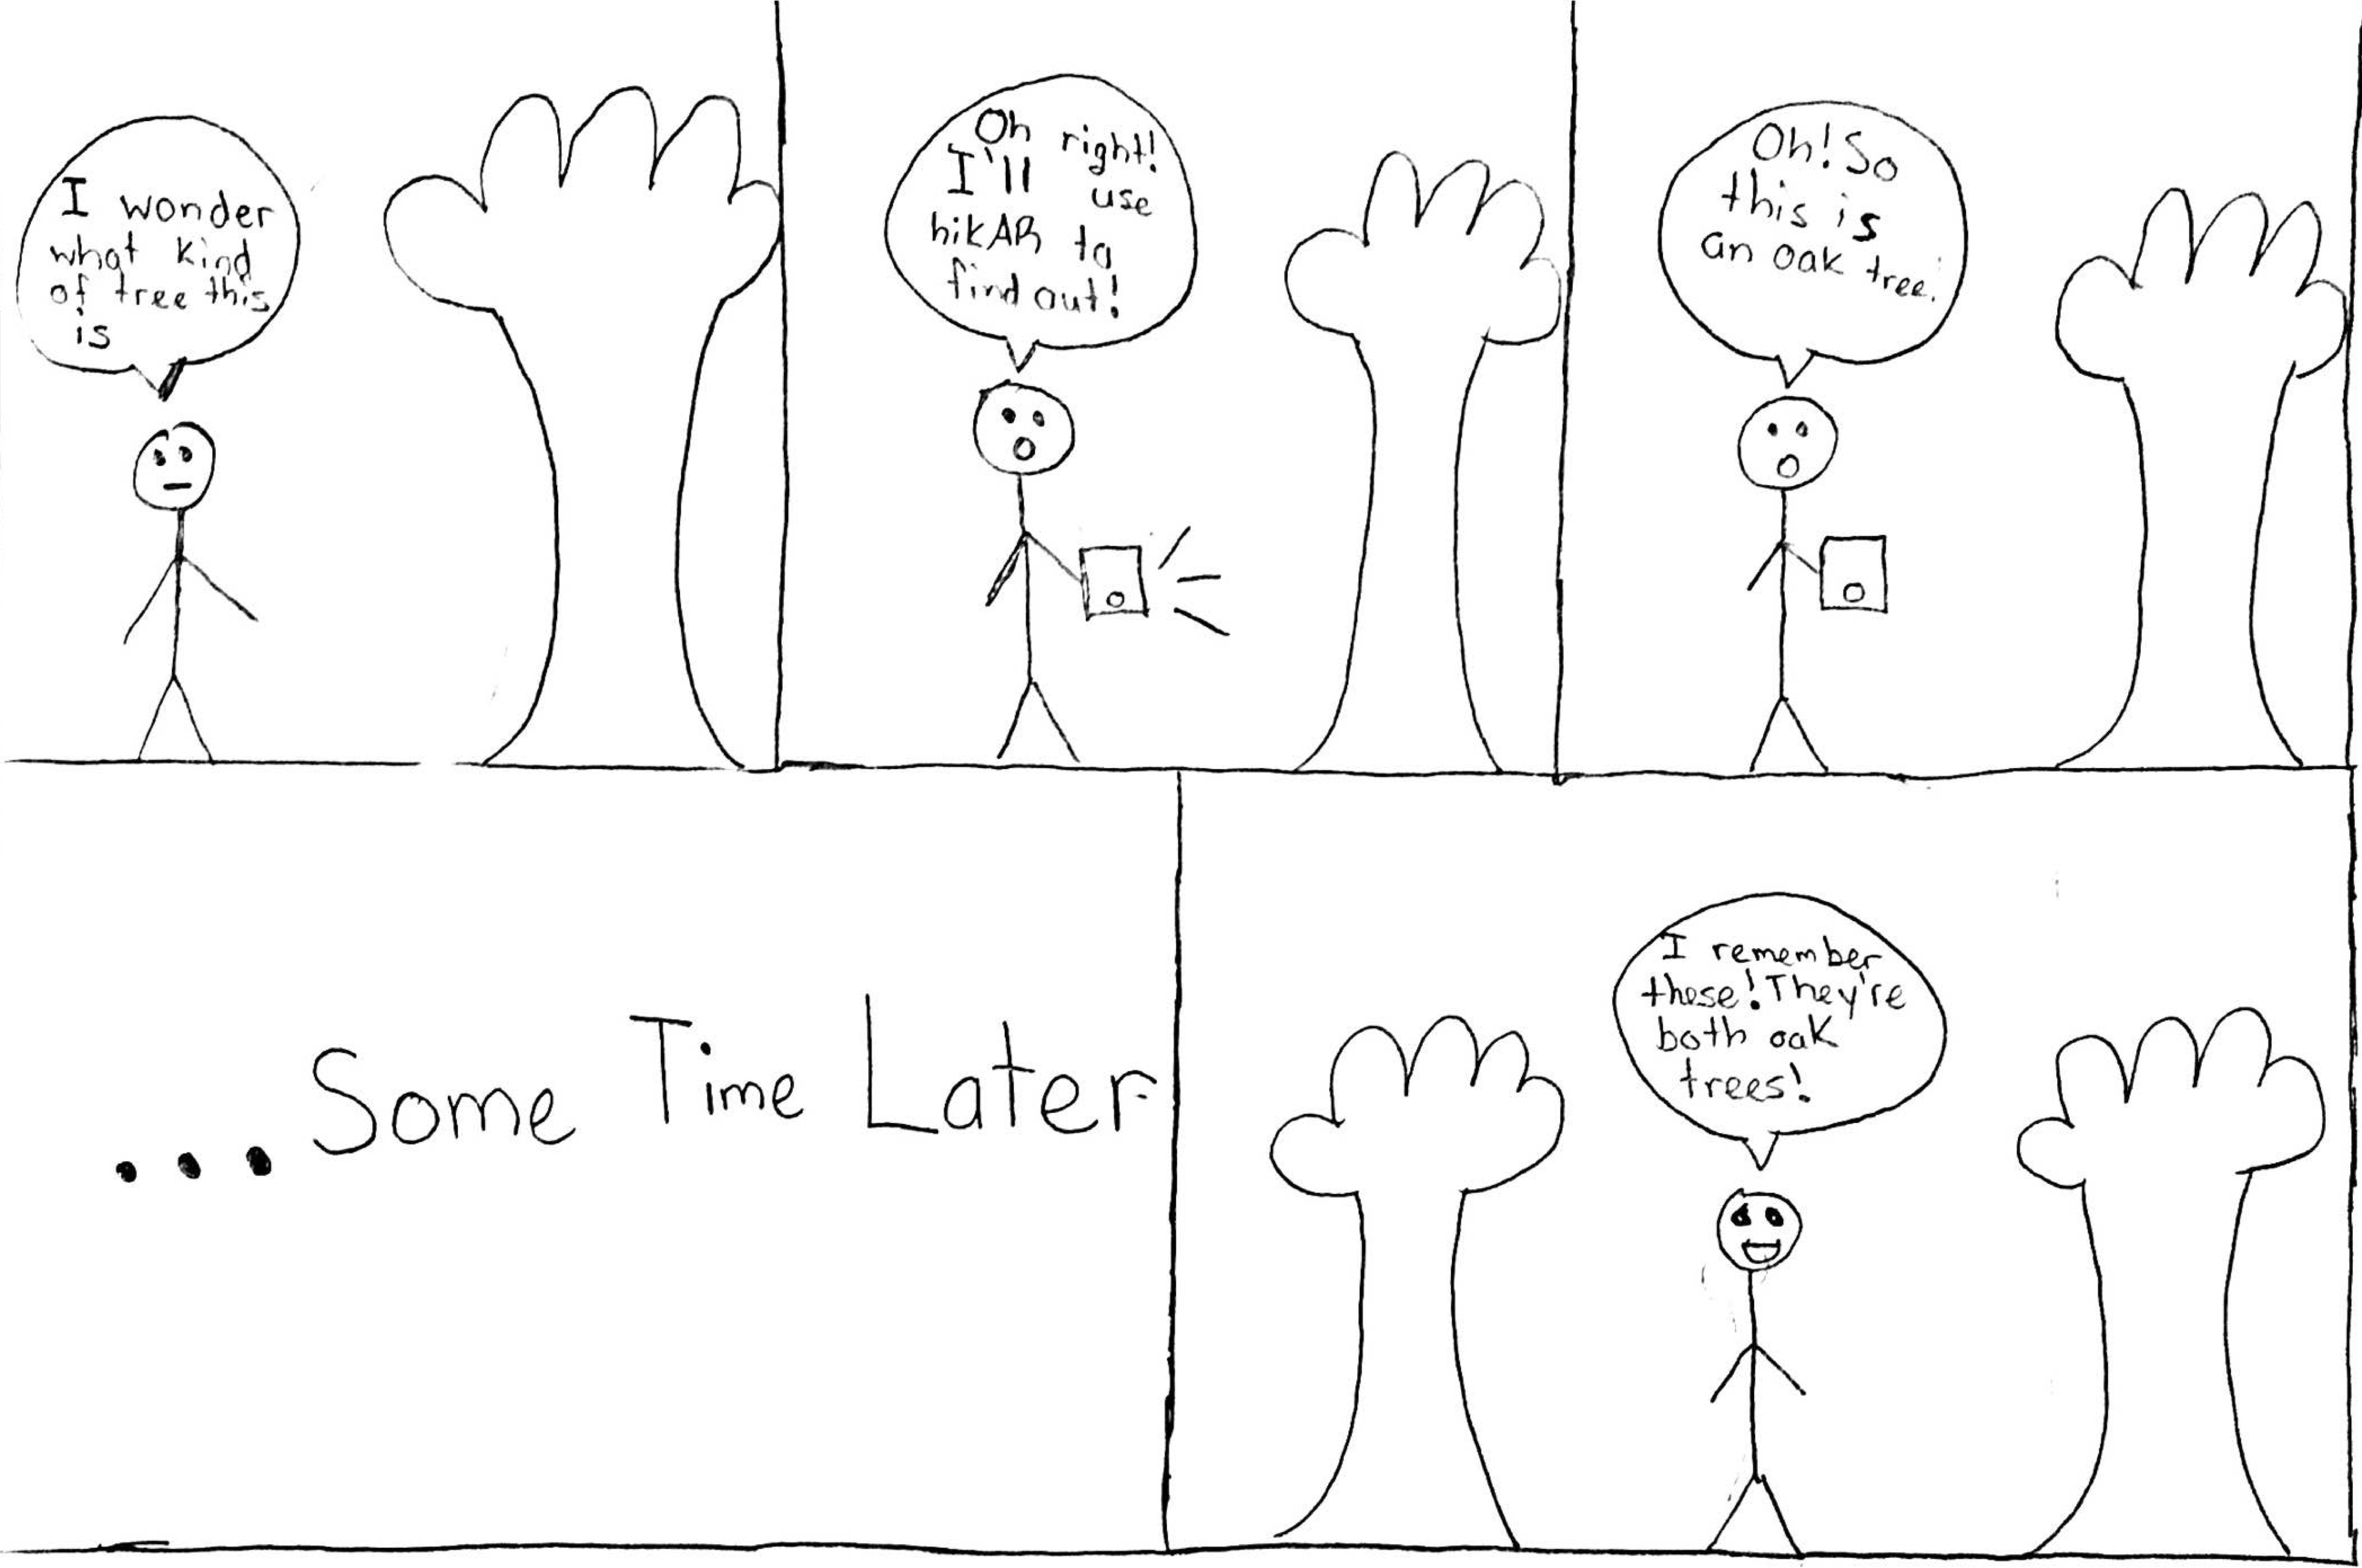 I wonder
what kind
of tree this
is
Oh right!
I'll use
hikAR to
find out!
Oh! So
this is
an oak tree.
...Some Time Later
I remember
these! They're
both oak
trees!